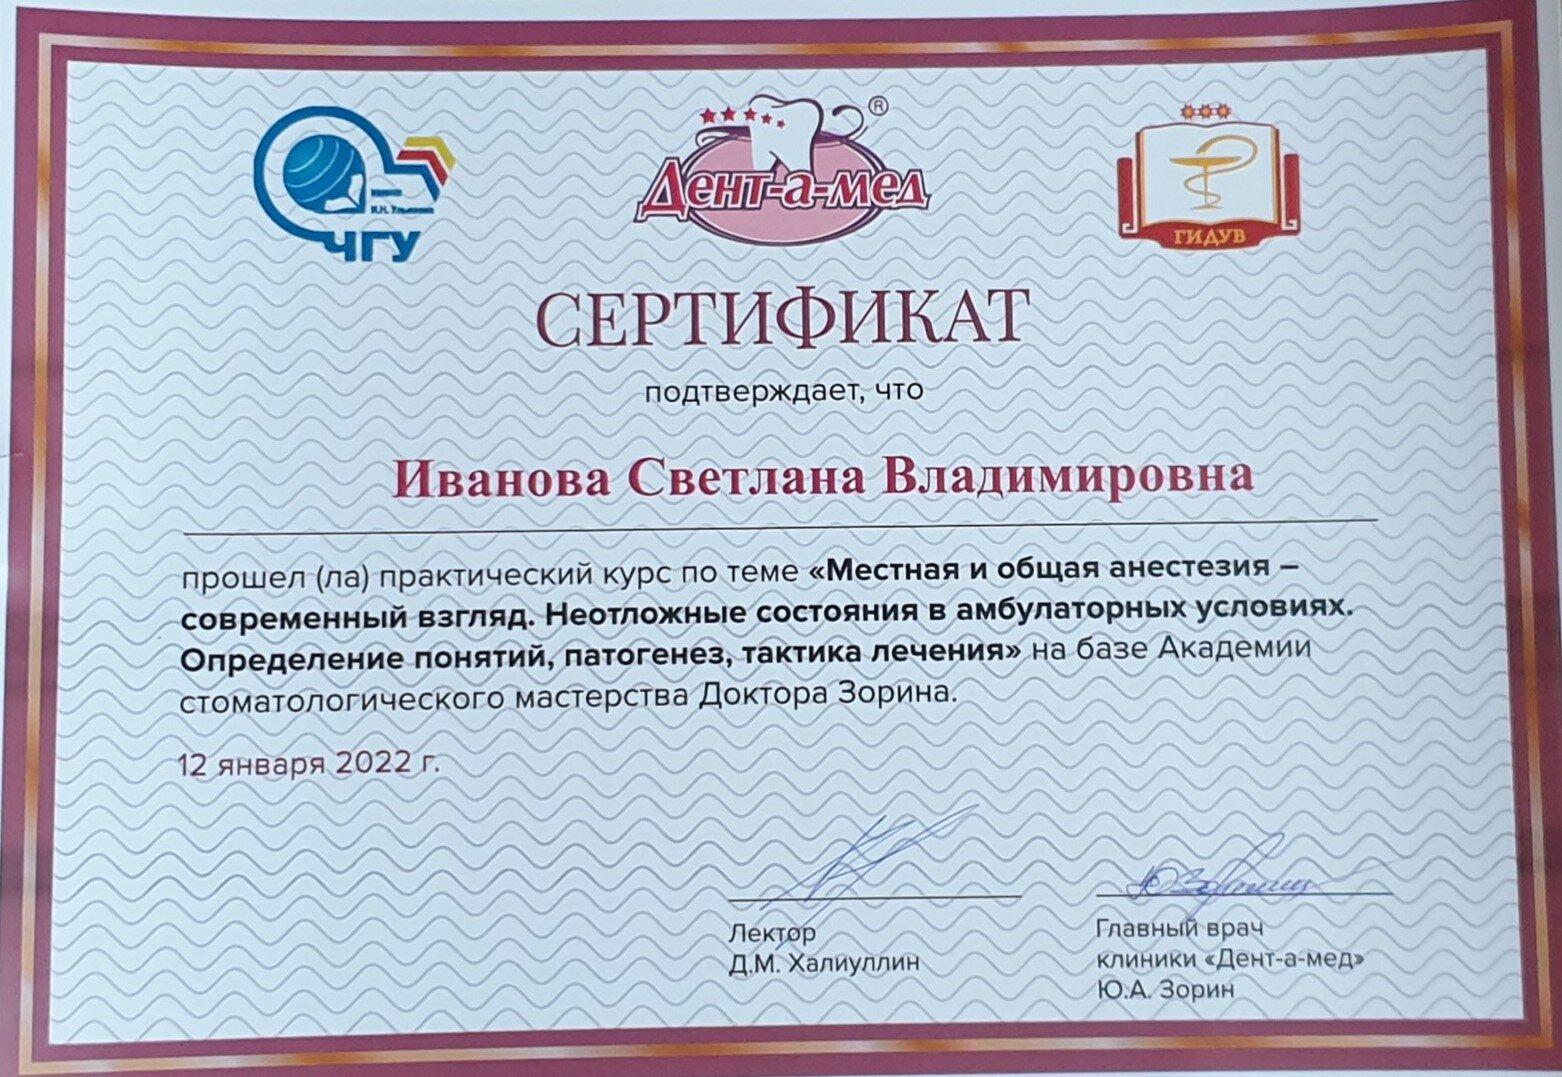 ЧГУ
Дент-а-мед ®
ГИДУВ
СЕРТИФИКАТ
подтверждает, что
Иванова Светлана Владимировна
прошел (ла) практический курс по теме «Местная и общая анестезия –
современный взгляд. Неотложные состояния в амбулаторных условиях.
Определение понятий, патогенез, тактика лечения» на базе Академии
стоматологического мастерства Доктора Зорина.
12 января 2022 г.
Лектор
Д.М. Халиуллин
Главный врач
клиники «Дент-а-мед»
Ю.А. Зорин